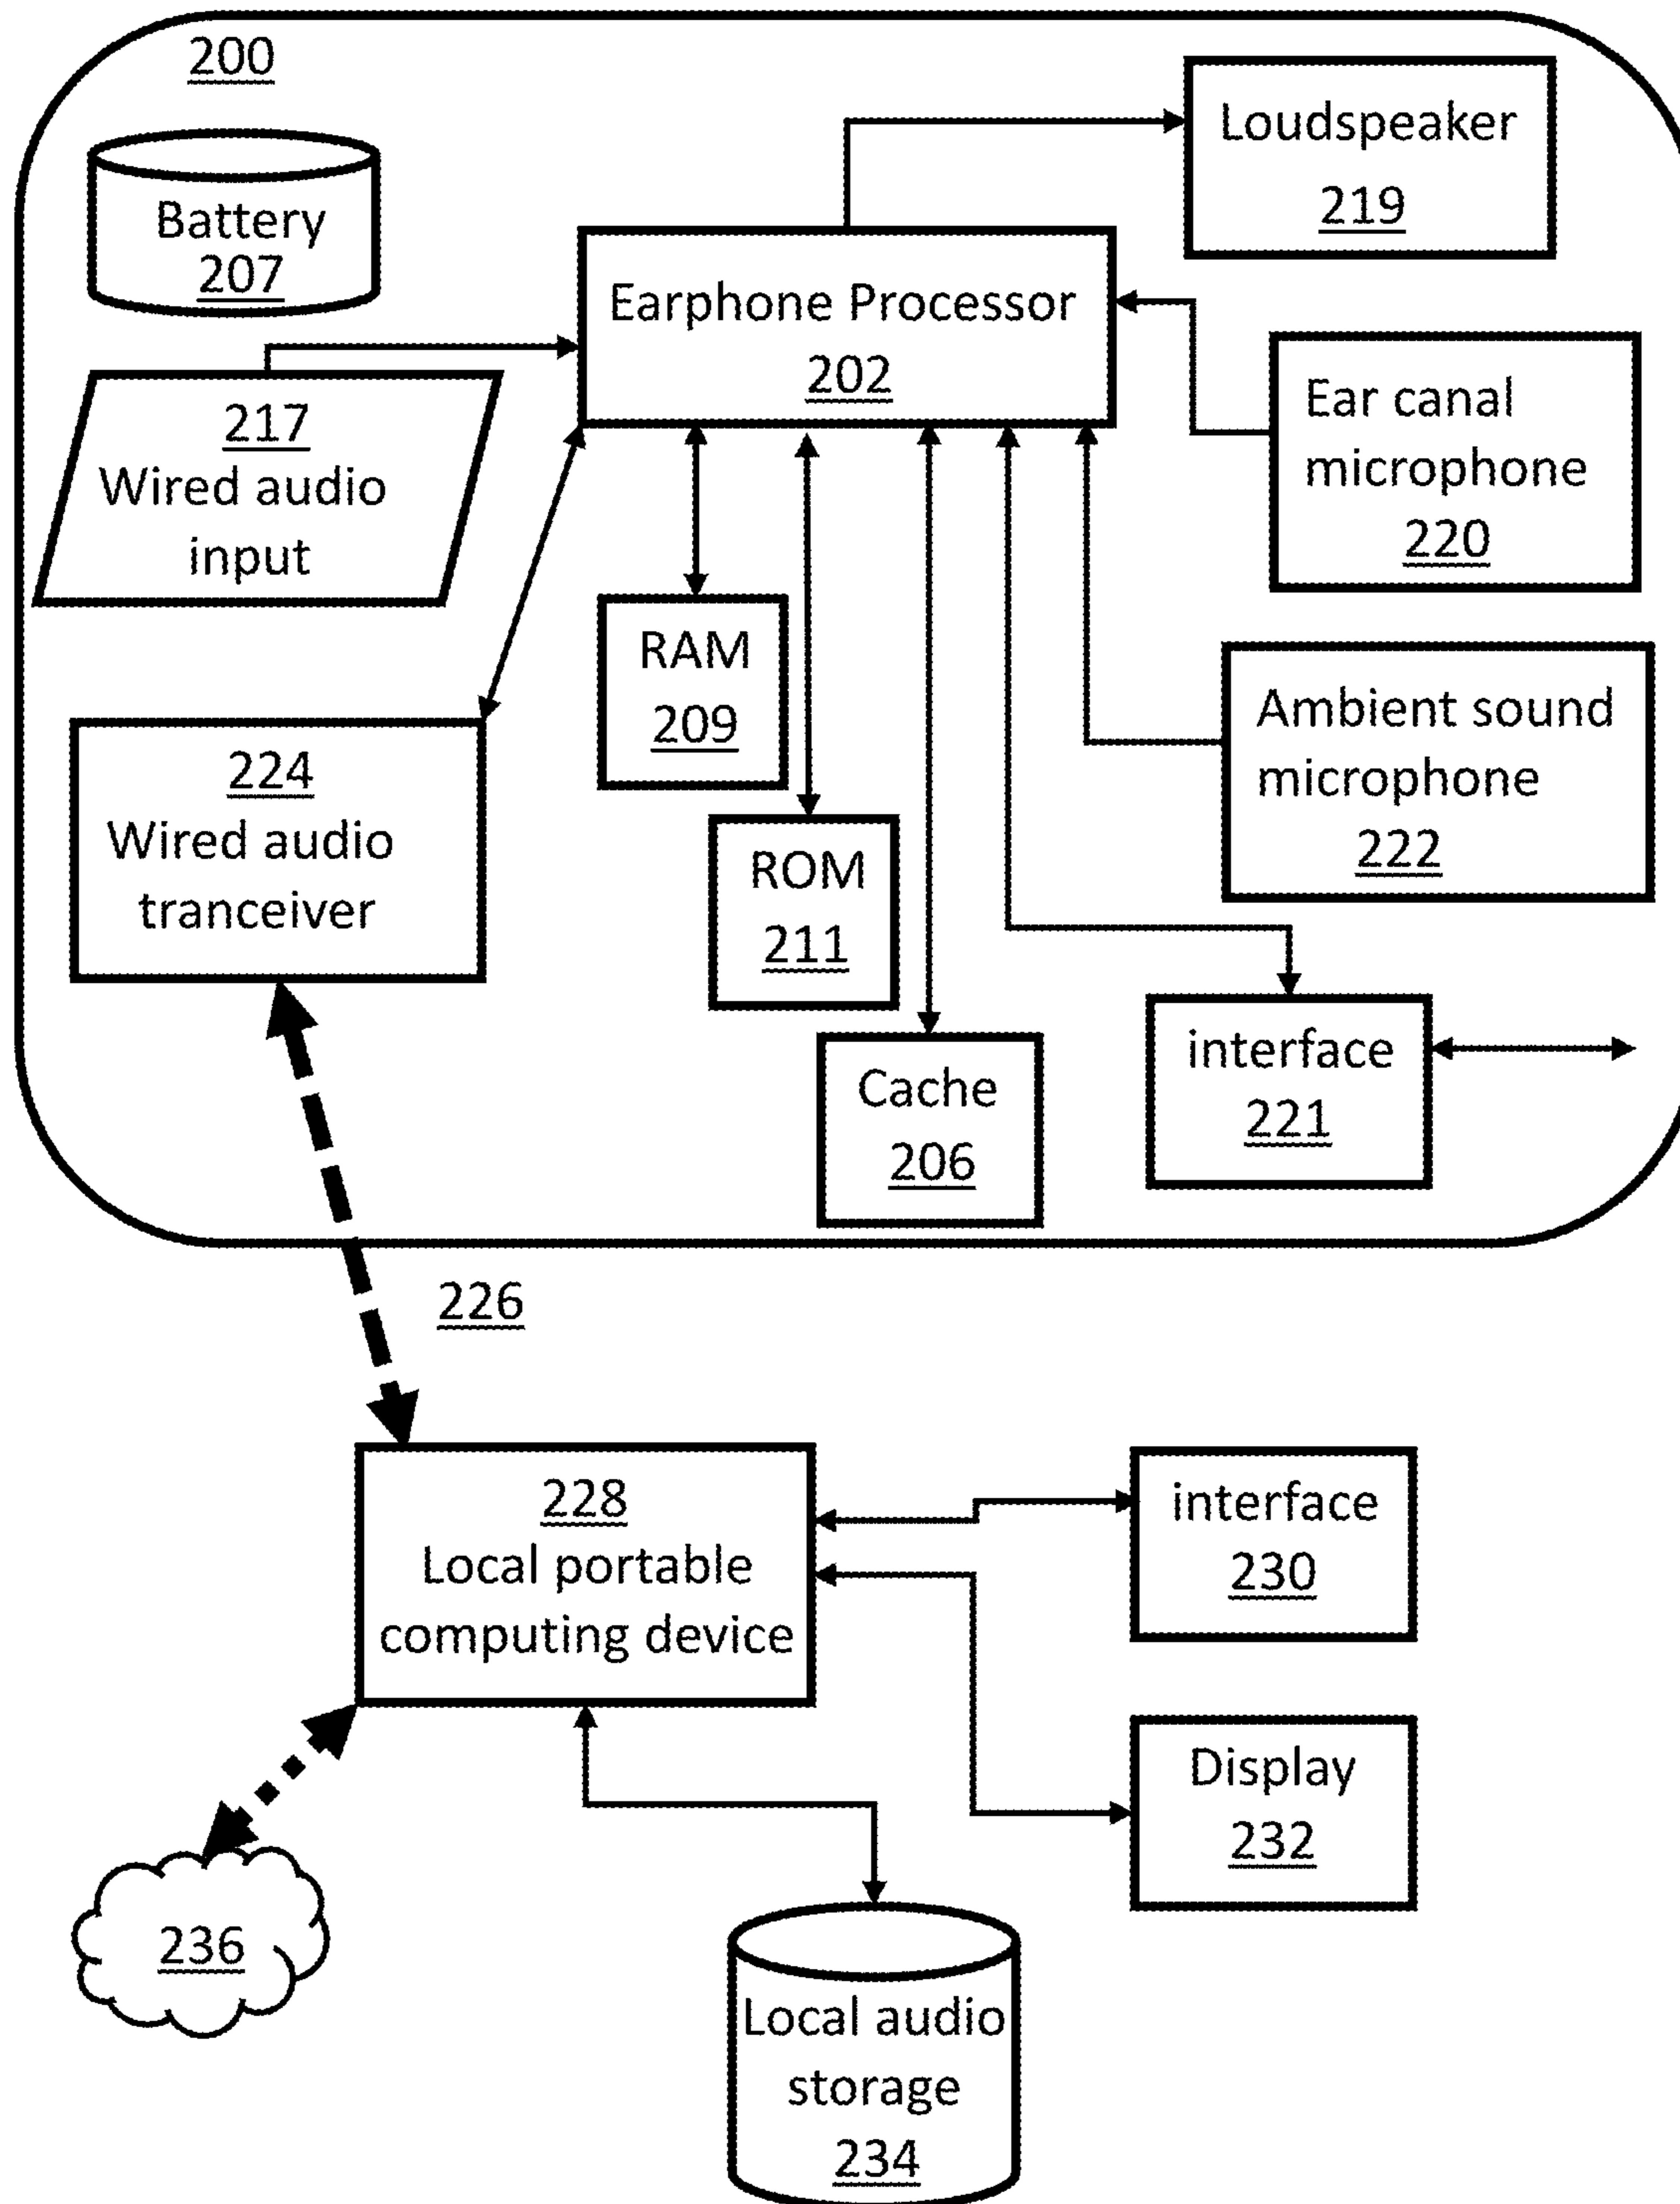 200
Loudspeaker
219
Battery
207
Earphone Processor
202
217
Wired audio
input
Ear canal
microphone
220
RAM
209
Ambient sound
microphone
222
224
Wired audio
tranceiver
ROM
211
interface
221
Cache
206
226
228
Local portable
computing device
interface
230
Display
232
236
Local audio
storage
234